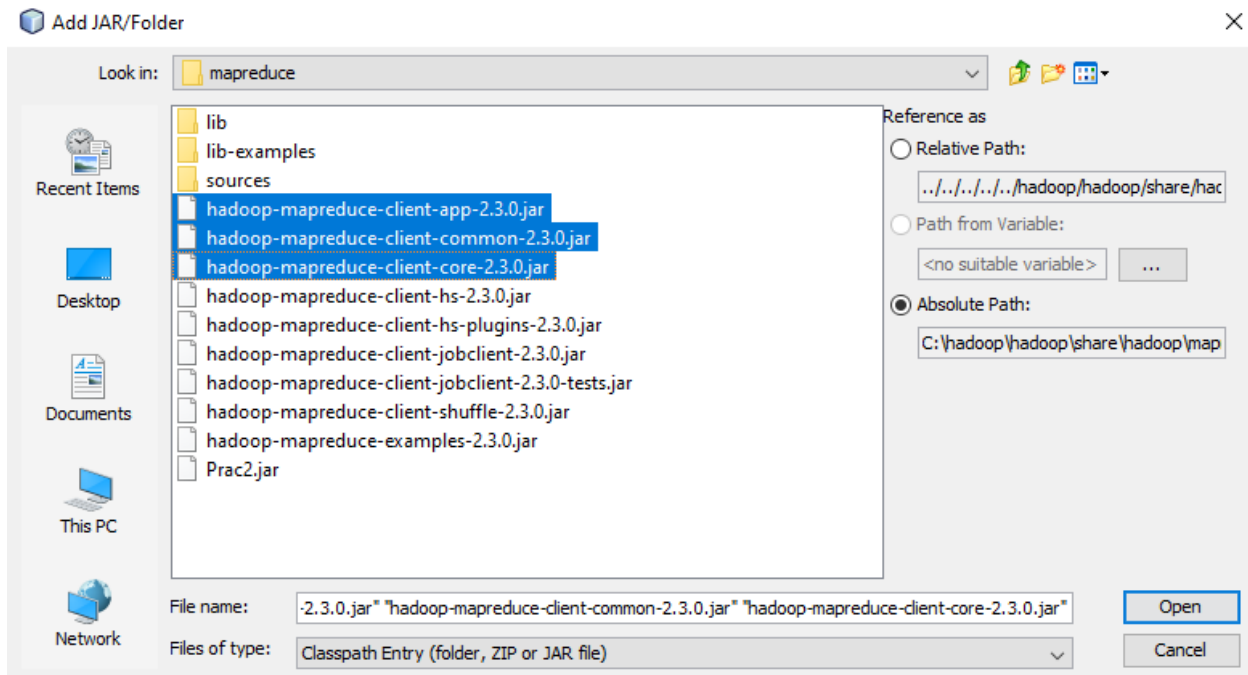 Add JAR/Folder
Look in:
mapreduce
Recent Items
Desktop
Documents
This PC
Network
lib
lib-examples
sources
hadoop-mapreduce-client-app-2.3.0.jar
hadoop-mapreduce-client-common-2.3.0.jar
hadoop-mapreduce-client-core-2.3.0.jar
hadoop-mapreduce-client-hs-2.3.0.jar
hadoop-mapreduce-client-hs-plugins-2.3.0.jar
hadoop-mapreduce-client-jobclient-2.3.0.jar
hadoop-mapreduce-client-jobclient-2.3.0-tests.jar
hadoop-mapreduce-client-shuffle-2.3.0.jar
hadoop-mapreduce-examples-2.3.0.jar
Prac2.jar
Reference as
Relative Path:
../../../../../hadoop/hadoop/share/hac
Path from Variable:
<no suitable variable>
...
Absolute Path:
C:\hadoop\hadoop\share\hadoop\map
File name:
-2.3.0.jar" "hadoop-mapreduce-client-common-2.3.0.jar" "hadoop-mapreduce-client-core-2.3.0.jar"
Open
Files of type:
Classpath Entry (folder, ZIP or JAR file)
Cancel